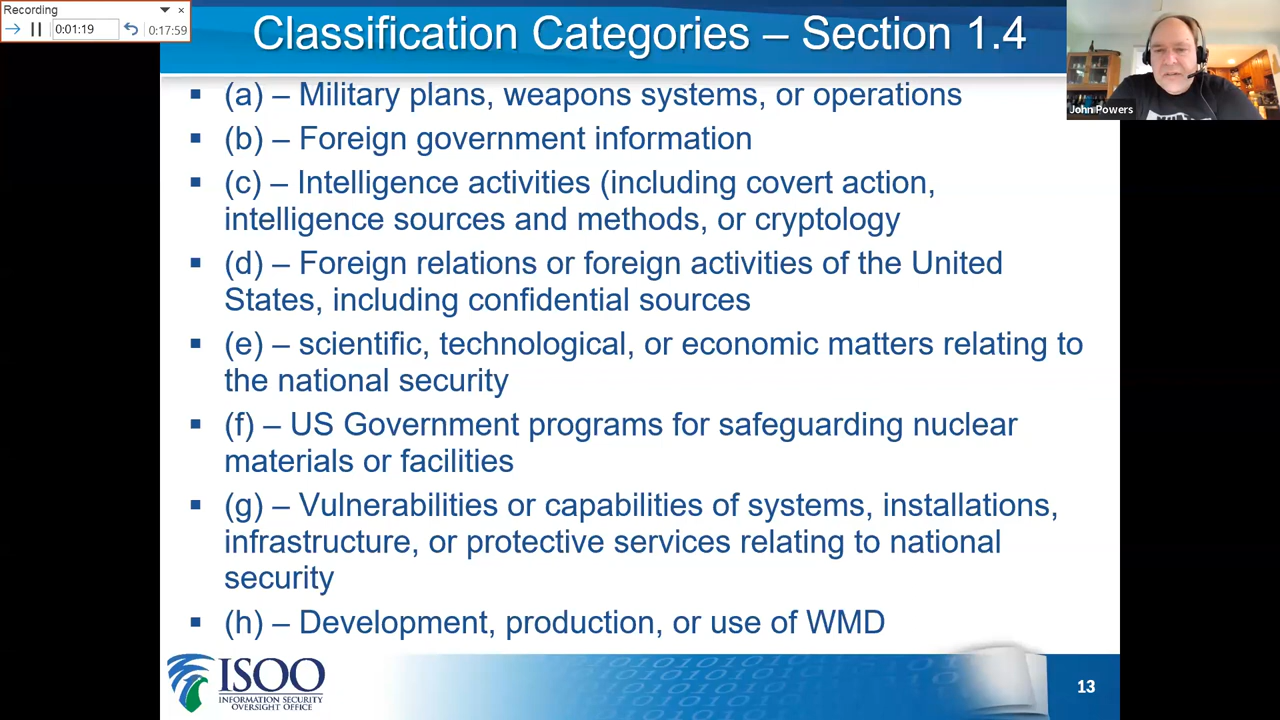 Recording
0:01:19
0:17:59
Classification Categories – Section 1.4
John Powers
▪ (a) – Military plans, weapons systems, or operations
▪ (b) – Foreign government information
▪ (c) – Intelligence activities (including covert action,
intelligence sources and methods, or cryptology
▪ (d) – Foreign relations or foreign activities of the United
States, including confidential sources
▪ (e) – scientific, technological, or economic matters relating to
the national security
▪ (f) – US Government programs for safeguarding nuclear
materials or facilities
▪ (g) – Vulnerabilities or capabilities of systems, installations,
infrastructure, or protective services relating to national
security
▪ (h) – Development, production, or use of WMD
ISOO
INFORMATION SECURITY
OVERSIGHT OFFICE
13